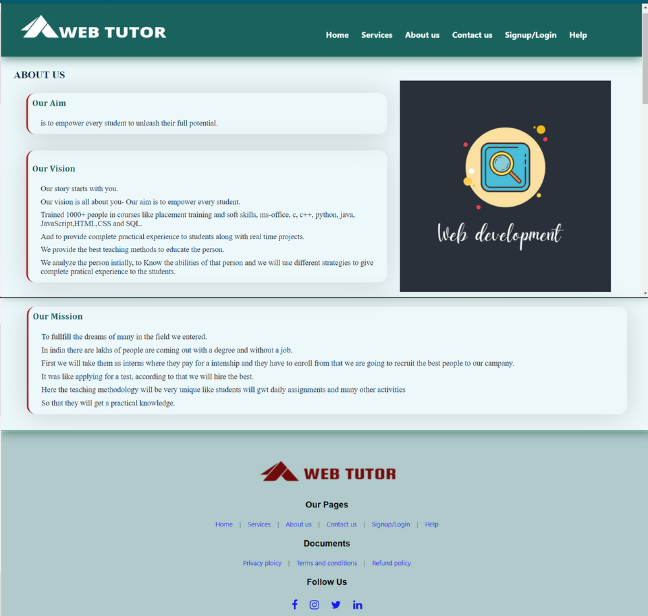 WEB TUTOR
Home Services About us Contact us Signup/Login Help
ABOUT US
Our Aim
is to empower every student to unleash their full potential.
Our Vision
Our story starts with you.
Our vision is all about you- Our aim is to empower every student.
Trained 1000+ people in courses like placement training and soft skills, ms-office, c, c++, python, java,
JavaScript,HTML,CSS and SQL.
And to provide complete practical experience to students along with real time projects.
We provide the best teaching methods to educate the person.
We analyze the person intially, to Know the abilities of that person and we will use different strategies to give
complete pratical experience to the students.
Web development
Our Mission
To fullfill the dreams of many in the field we entered.
In india there are lakhs of people are coming out with a degree and without a job.
First we will take them as interns where they pay for a internship and they have to enroll from that we are going to recruit the best people to our campany.
It was like applying for a test, according to that we will hire the best.
Here the teaching methodology will be very unique like students will gwt daily assignments and many other activities
So that they will get a practical knowledge.
WEB TUTOR
Our Pages
Home | Services | About us | Contact us | Signup/Login | Help
Documents
Privacy ploicy | Terms and conditions | Refund policy
Follow Us